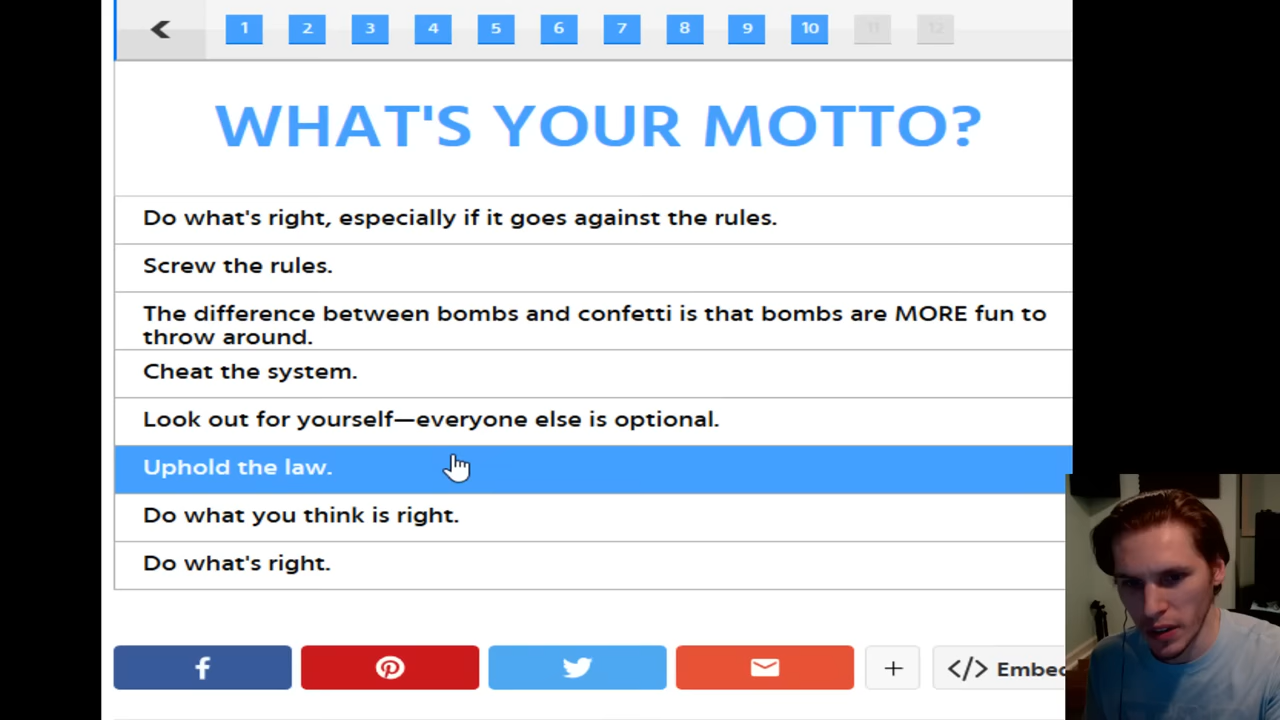 1 2 3 4 5 6 7 8 9 10 11 12
WHAT'S YOUR MOTTO?
Do what's right, especially if it goes against the rules.
Screw the rules.
The difference between bombs and confetti is that bombs are MORE fun to
throw around.
Cheat the system.
Look out for yourself—everyone else is optional.
Uphold the law.
Do what you think is right.
Do what's right.
+ </> Embed